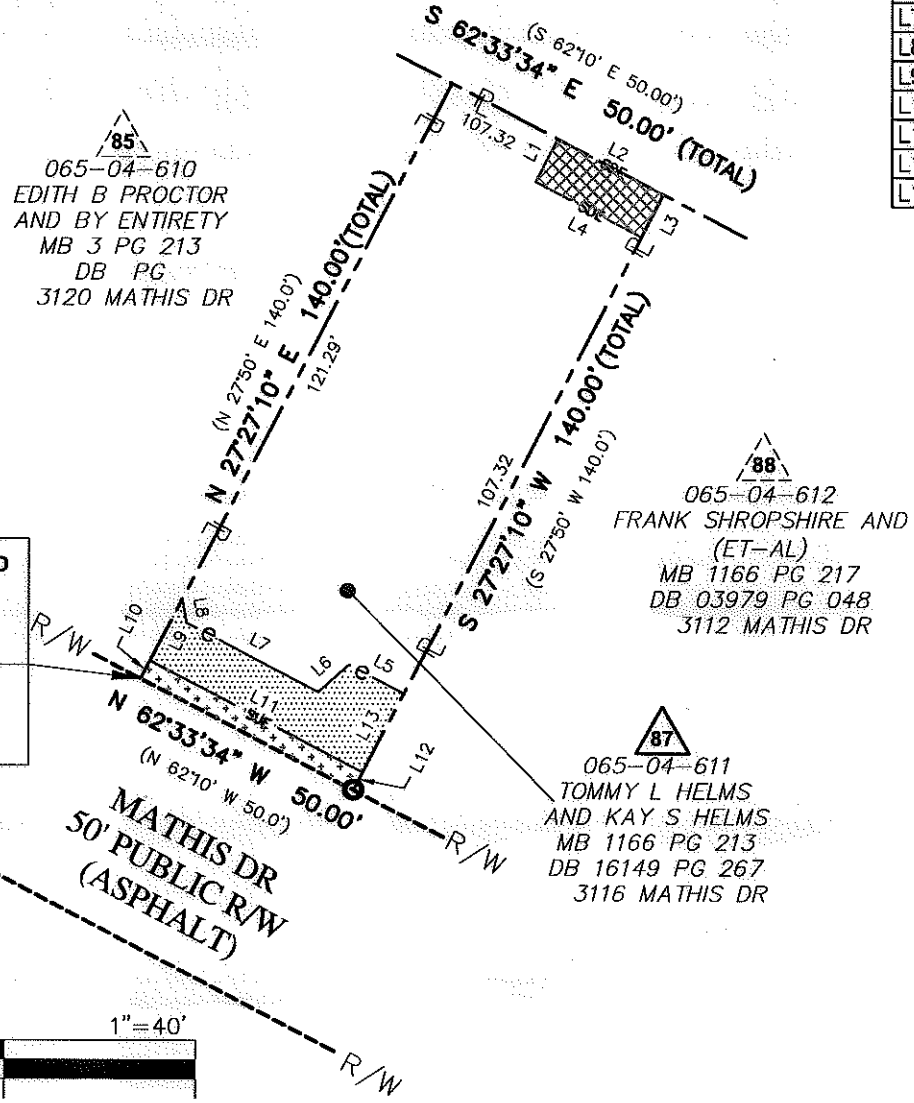 S 62°33'34" E 50.00' (TOTAL)
(S 62°10' E 50.00')
107.32
L1
L2
SDE
SUE
L4
L3
85
065-04-610
EDITH B PROCTOR
AND BY ENTIRETY
MB 3 PG 213
DB PG
3120 MATHIS DR
N 27°27'10" E 140.00'(TOTAL)
(N 27°50' E 140.0')
121.29'
S 27°27'10" W 140.00'(TOTAL)
(S 27°50' W 140.0')
107.32
88
065-04-612
FRANK SHROPSHIRE AND
(ET-AL)
MB 1166 PG 217
DB 03979 PG 048
3112 MATHIS DR
R/W
L10
L9
L8
L7
L6
L5
L11
SUE
L13
L12
N 62°33'34" W 50.00'
(N 62°10' W 50.0')
R/W
87
065-04-611
TOMMY L HELMS
AND KAY S HELMS
MB 1166 PG 213
DB 16149 PG 267
3116 MATHIS DR
MATHIS DR
50' PUBLIC R/W
(ASPHALT)
1"=40'
R/W